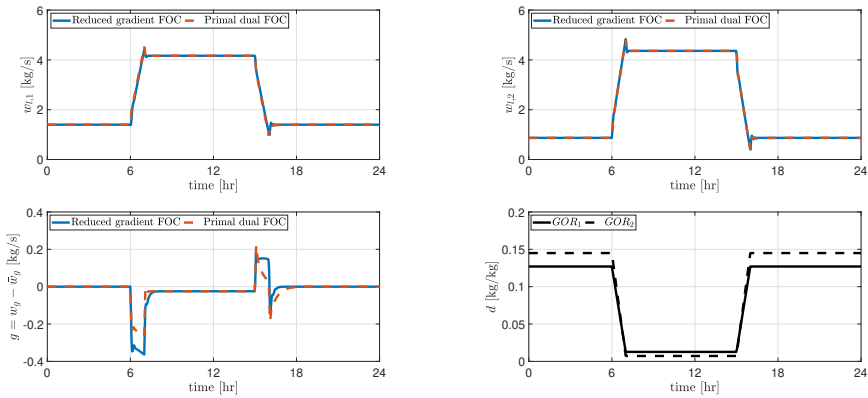 Reduced gradient FOC Primal dual FOC
6
4
2
0
w_{l,1} [kg/s]
0 6 12 18 24
time [hr]
Reduced gradient FOC Primal dual FOC
6
4
2
0
w_{l,2} [kg/s]
0 6 12 18 24
time [hr]
Reduced gradient FOC Primal dual FOC
0.4
0.2
0
-0.2
-0.4
g = w_g − w̄_g [kg/s]
0 6 12 18 24
time [hr]
GOR_1 GOR_2
0.2
0.15
0.1
0.05
0
d [kg/kg]
0 6 12 18 24
time [hr]